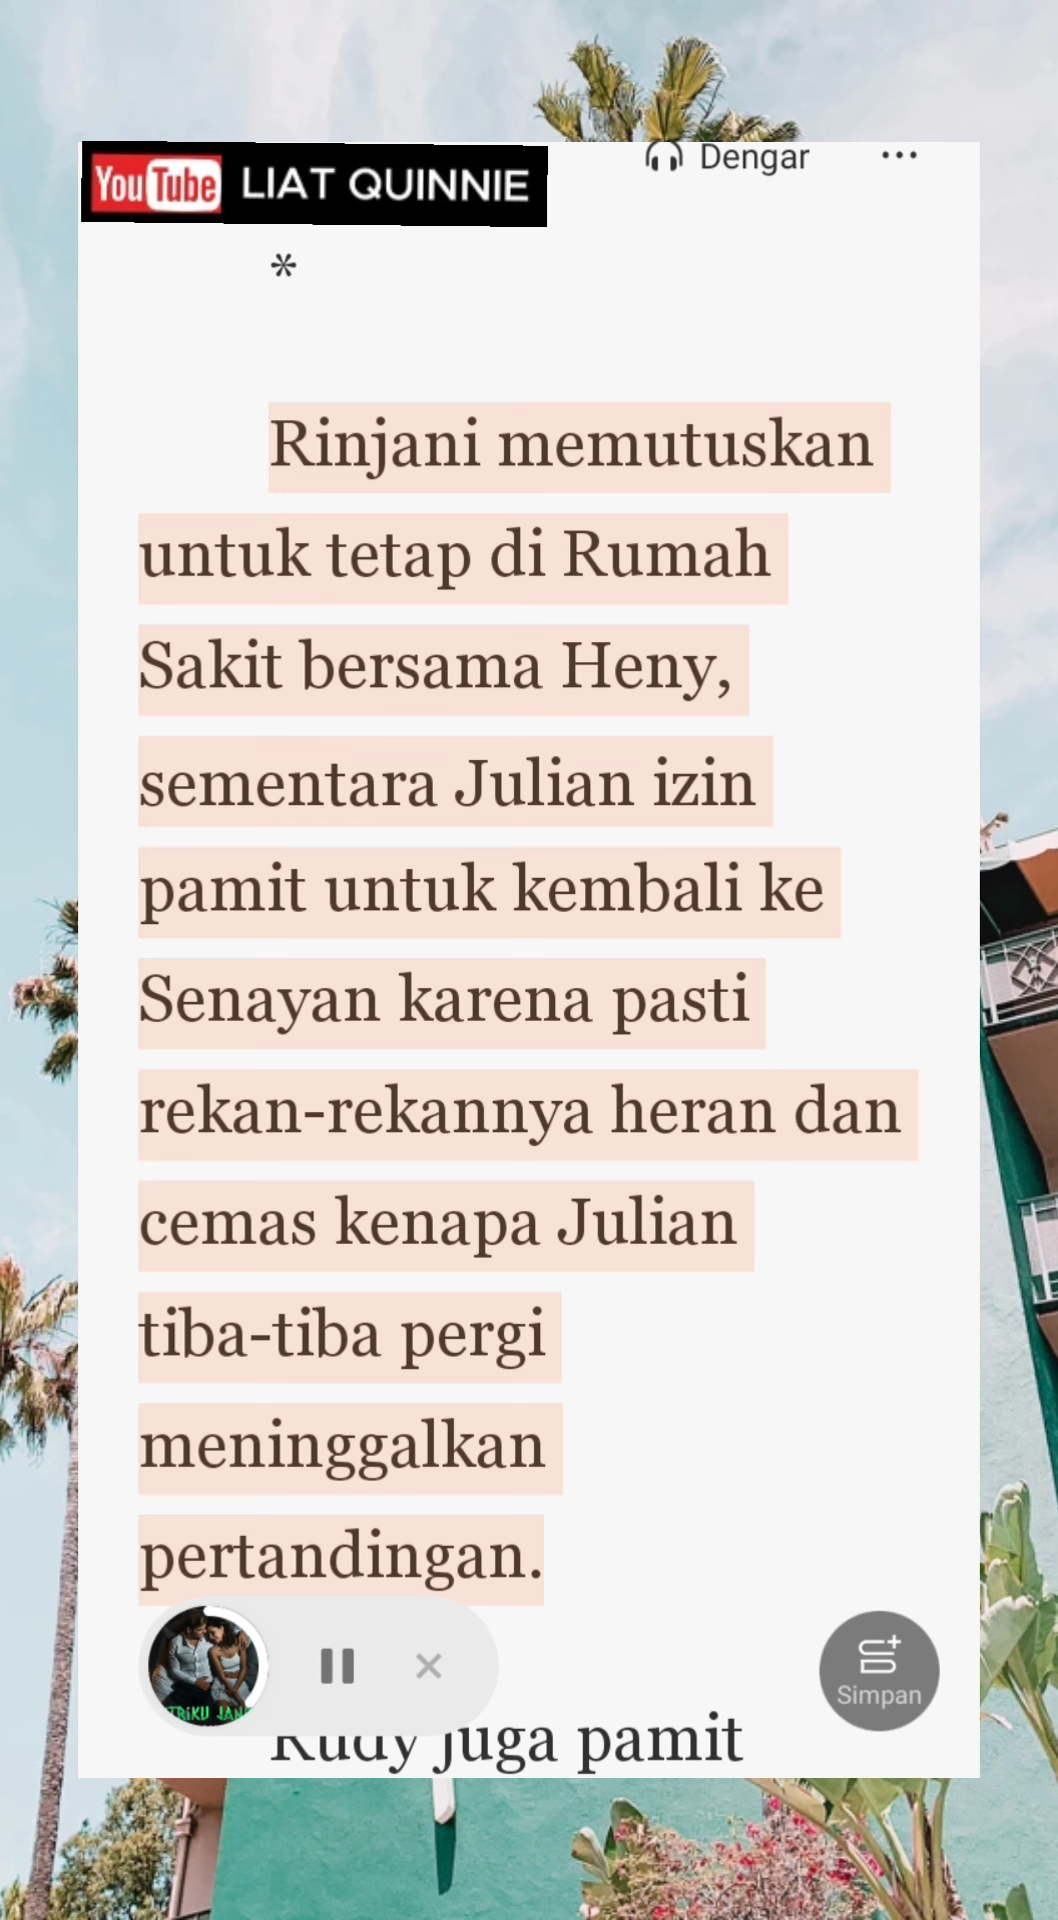 YouTube LIAT QUINNIE
Dengar
*
Rinjani memutuskan
untuk tetap di Rumah
Sakit bersama Heny,
sementara Julian izin
pamit untuk kembali ke
Senayan karena pasti
rekan-rekannya heran dan
cemas kenapa Julian
tiba-tiba pergi
meninggalkan
pertandingan.
Simpan
Rudy juga pamit